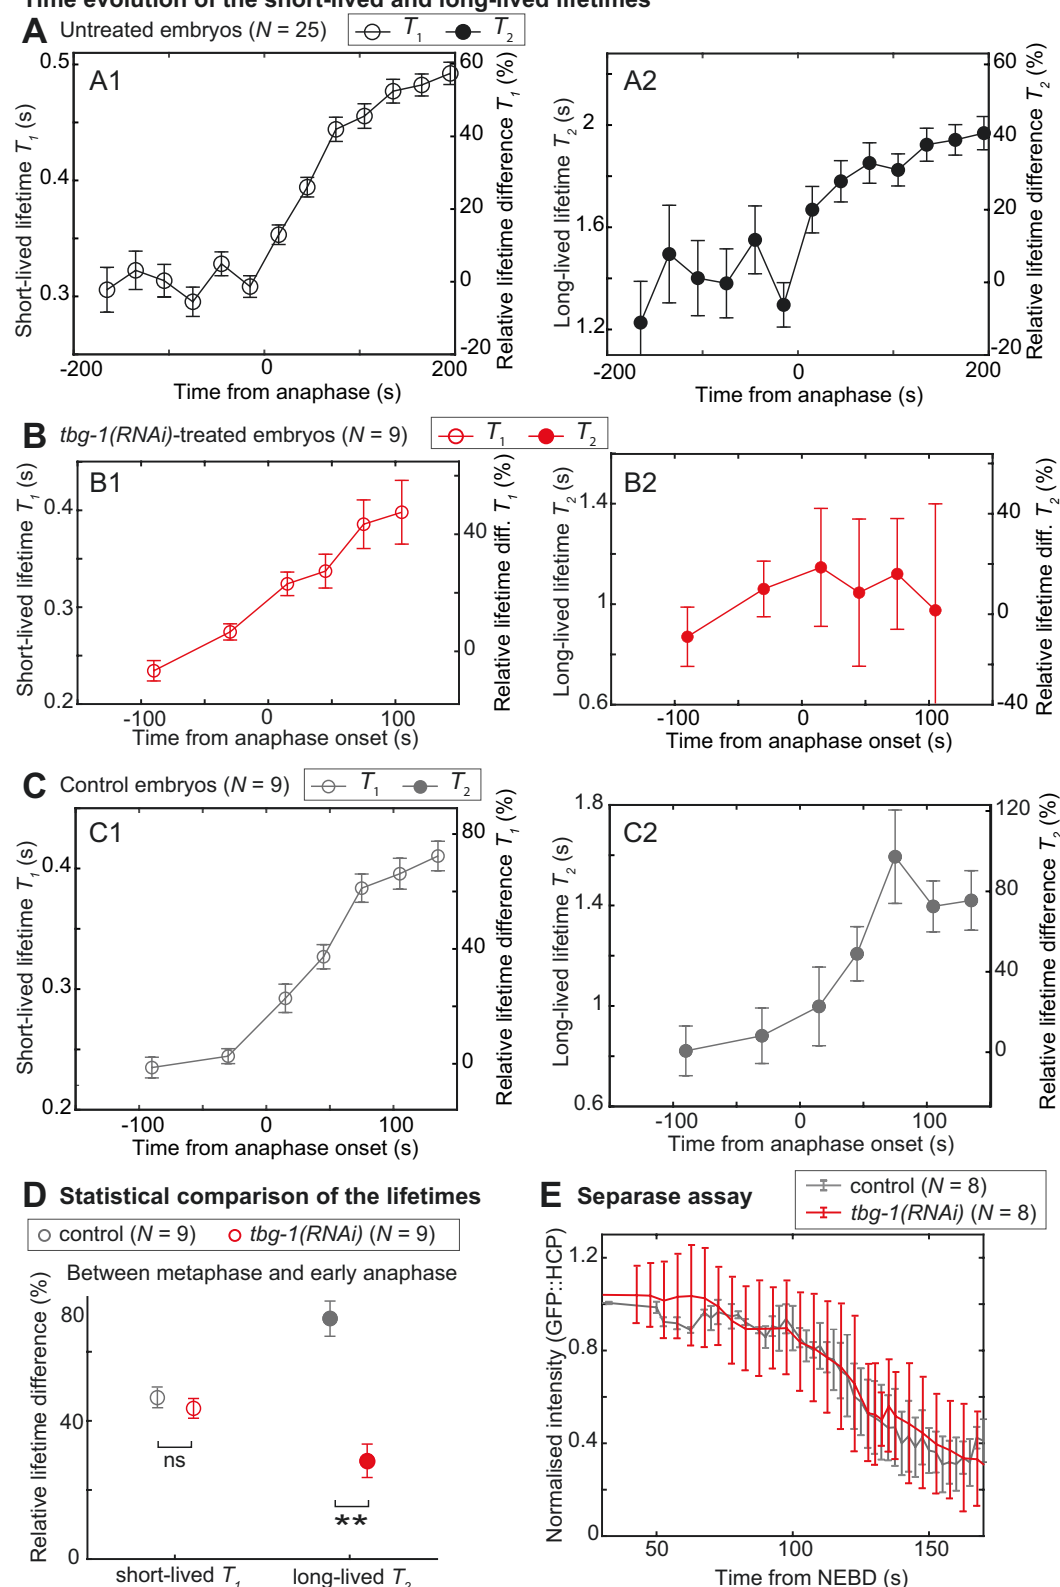 Time evolution of the short-lived and long-lived lifetimes
A Untreated embryos (N = 25) T1 T2
A1
Short-lived lifetime T1 (s)
0.5
0.4
0.3
Relative lifetime difference T1 (%)
60
40
20
0
-20
-200 0 200
Time from anaphase (s)
A2
Long-lived lifetime T2 (s)
2
1.6
1.2
Relative lifetime difference T2 (%)
60
40
20
0
-20
-200 0 200
Time from anaphase (s)
B tbg-1(RNAi)-treated embryos (N = 9) T1 T2
B1
Short-lived lifetime T1 (s)
0.4
0.3
0.2
Relative lifetime diff. T1 (%)
40
0
-100 0 100
Time from anaphase onset (s)
B2
Long-lived lifetime T2 (s)
1.4
1
0.6
Relative lifetime diff. T2 (%)
40
0
-40
-100 0 100
Time from anaphase onset (s)
C Control embryos (N = 9) T1 T2
C1
Short-lived lifetime T1 (s)
0.4
0.3
0.2
Relative lifetime difference T1 (%)
80
40
0
-100 0 100
Time from anaphase onset (s)
C2
Long-lived lifetime T2 (s)
1.8
1.4
1
0.6
Relative lifetime difference T2 (%)
120
80
40
0
-100 0 100
Time from anaphase onset (s)
D Statistical comparison of the lifetimes
control (N = 9) tbg-1(RNAi) (N = 9)
Between metaphase and early anaphase
Relative lifetime difference (%)
80
40
0
ns
**
short-lived T1 long-lived T2
E Separase assay
control (N = 8)
tbg-1(RNAi) (N = 8)
Normalised intensity (GFP::HCP)
1.2
0.8
0.4
0
50 100 150
Time from NEBD (s)